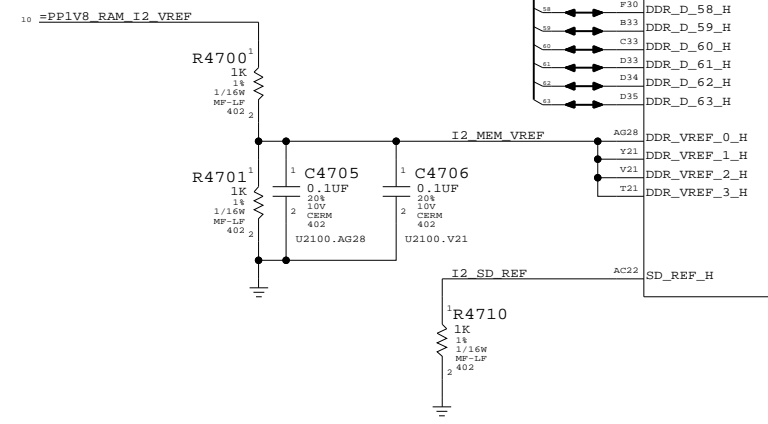 58 F30 DDR_D_58_H
10 =PP1V8_RAM_I2_VREF
59 B33 DDR_D_59_H
60 C33 DDR_D_60_H
R4700 1
1K
1%
1/16W
MF-LF
402 2
61 D33 DDR_D_61_H
62 D34 DDR_D_62_H
63 D35 DDR_D_63_H
I2_MEM_VREF AG28 DDR_VREF_0_H
Y21 DDR_VREF_1_H
V21 DDR_VREF_2_H
T21 DDR_VREF_3_H
R4701 1
1K
1%
1/16W
MF-LF
402 2
1 C4705
0.1UF
20%
10V
2 CERM
402
U2100.AG28
1 C4706
0.1UF
20%
10V
2 CERM
402
U2100.V21
I2_SD_REF AC22 SD_REF_H
1 R4710
1K
1%
1/16W
MF-LF
2 402